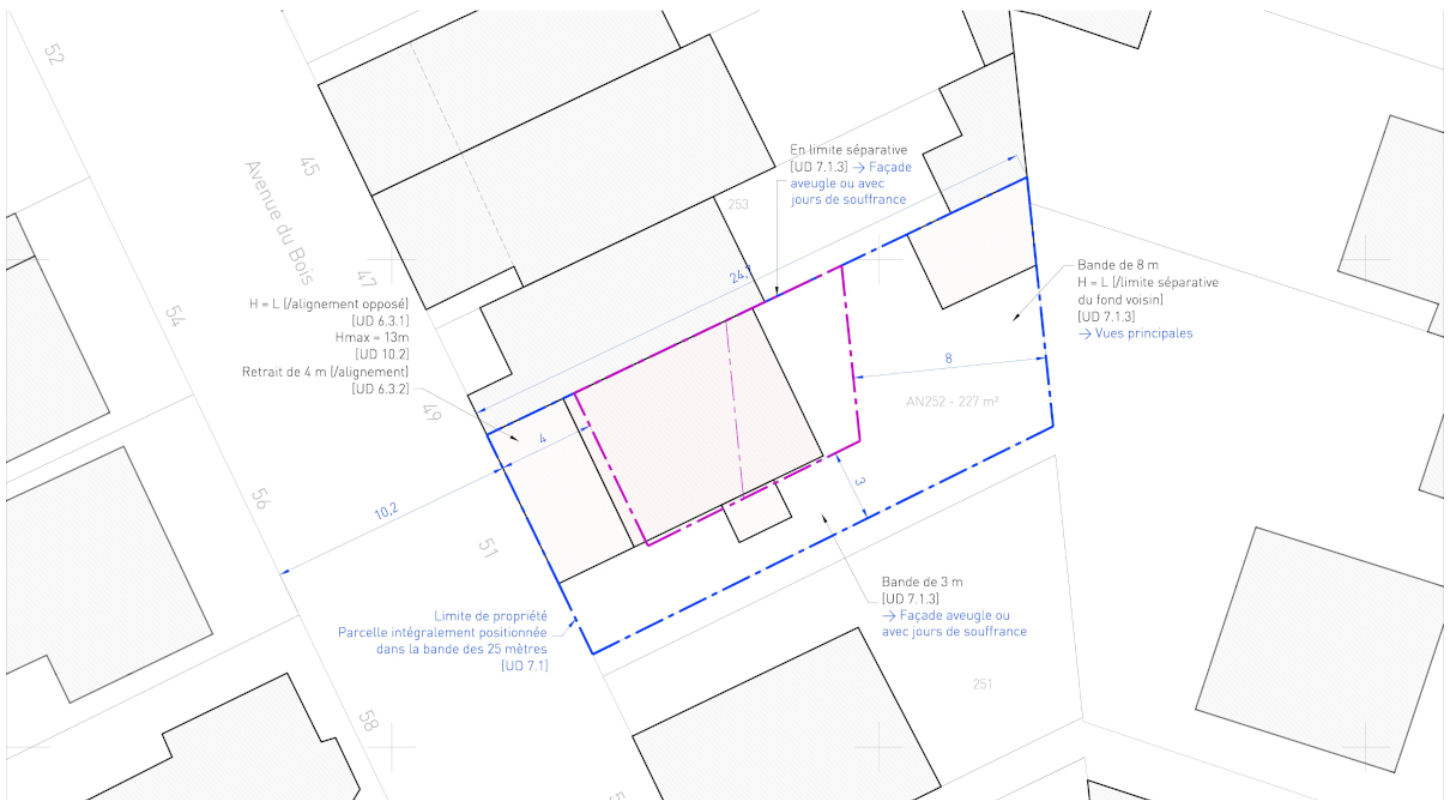 52
45
Avenue du Bois
47
54
49
56
51
58
En limite séparative
[UD 7.1.3] → Façade
aveugle ou avec
jours de souffrance
253
H = L [/alignement opposé]
[UD 6.3.1]
Hmax = 13m
[UD 10.2]
Retrait de 4 m [/alignement]
[UD 6.3.2]
4
10,2
Bande de 8 m
H = L [/limite séparative
du fond voisin]
[UD 7.1.3]
→ Vues principales
8
AN252 - 227 m²
3
Bande de 3 m
[UD 7.1.3]
→ Façade aveugle ou
avec jours de souffrance
Limite de propriété
Parcelle intégralement positionnée
dans la bande des 25 mètres
[UD 7.1]
251